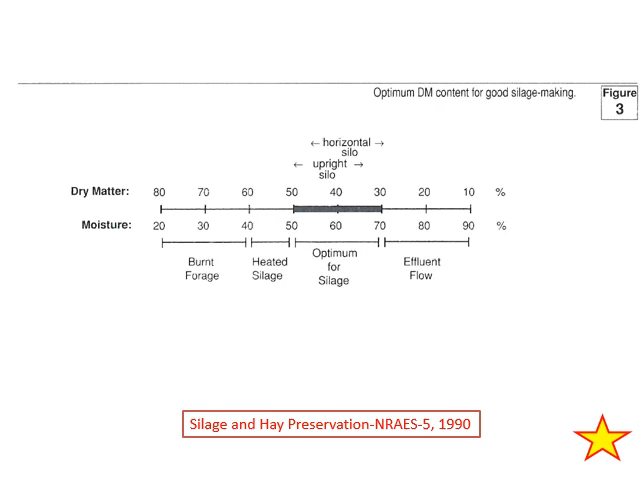 Optimum DM content for good silage-making.
Figure
3
← horizontal →
silo
← upright →
silo
Dry Matter: 80 70 60 50 40 30 20 10 %
Moisture: 20 30 40 50 60 70 80 90 %
Burnt
Forage
Heated
Silage
Optimum
for
Silage
Effluent
Flow
Silage and Hay Preservation-NRAES-5, 1990